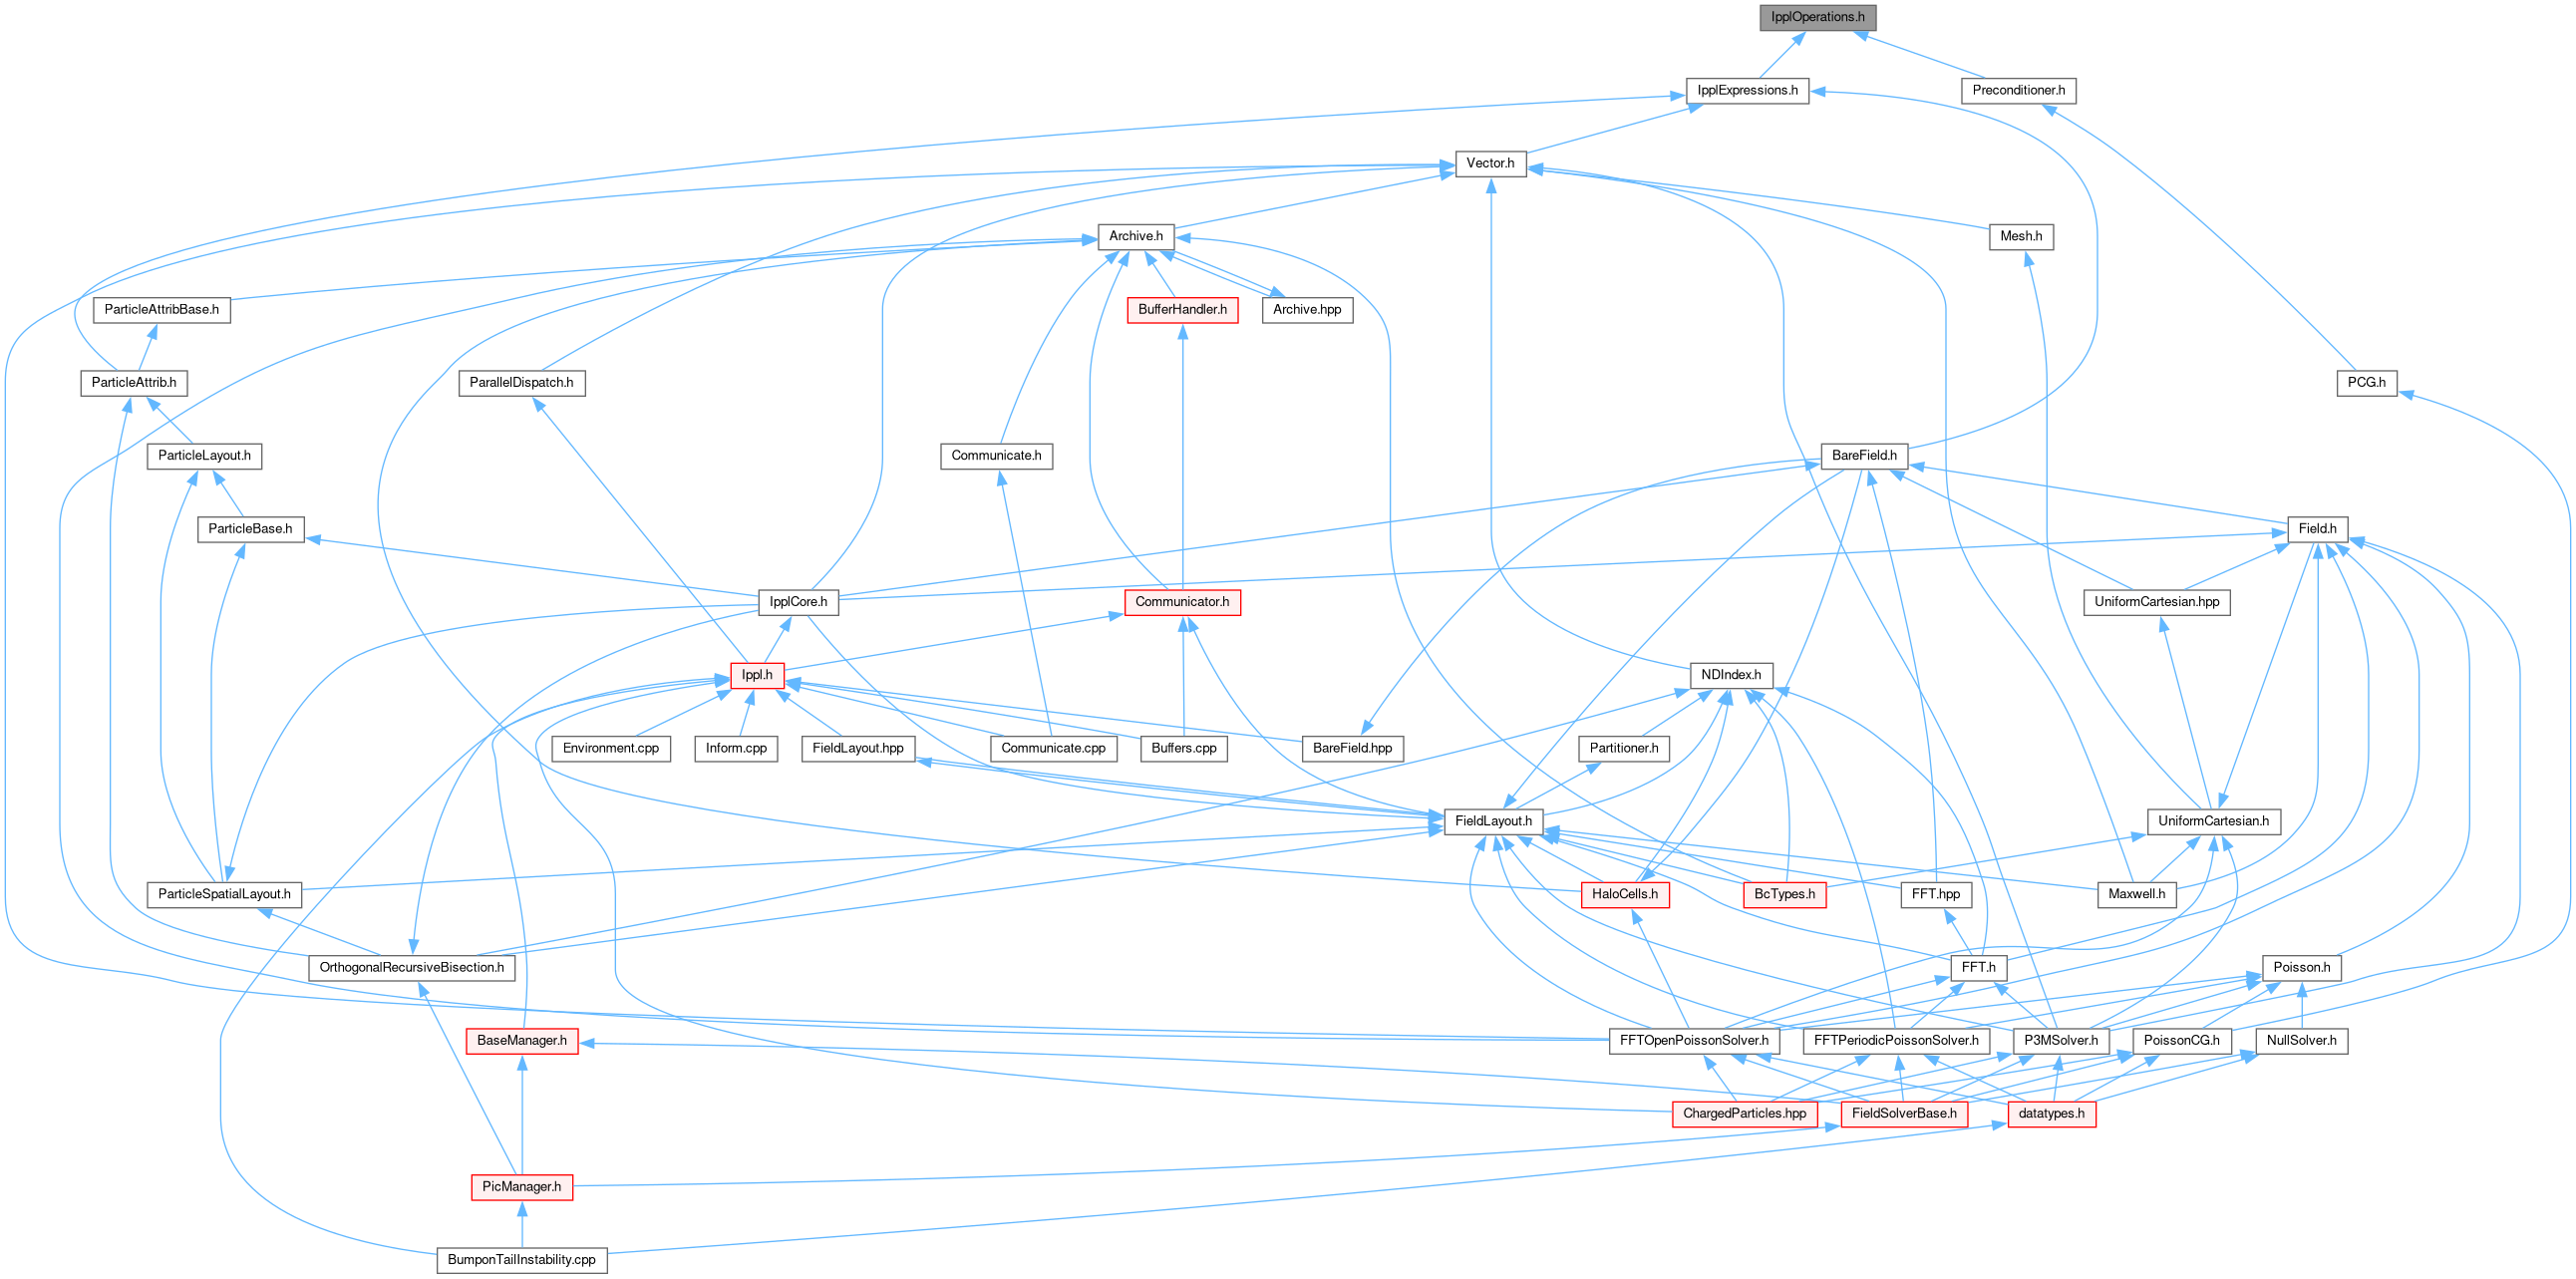 IpplOperations.h
IpplExpressions.h
Preconditioner.h
Vector.h
Archive.h
Mesh.h
ParticleAttribBase.h
BufferHandler.h
Archive.hpp
ParticleAttrib.h
ParallelDispatch.h
PCG.h
ParticleLayout.h
Communicate.h
BareField.h
ParticleBase.h
Field.h
IpplCore.h
Communicator.h
UniformCartesian.hpp
Ippl.h
NDIndex.h
Environment.cpp
Inform.cpp
FieldLayout.hpp
Communicate.cpp
Buffers.cpp
BareField.hpp
Partitioner.h
FieldLayout.h
UniformCartesian.h
ParticleSpatialLayout.h
HaloCells.h
BcTypes.h
FFT.hpp
Maxwell.h
OrthogonalRecursiveBisection.h
FFT.h
Poisson.h
BaseManager.h
FFTOpenPoissonSolver.h
FFTPeriodicPoissonSolver.h
P3MSolver.h
PoissonCG.h
NullSolver.h
ChargedParticles.hpp
FieldSolverBase.h
datatypes.h
PicManager.h
BumponTailInstability.cpp